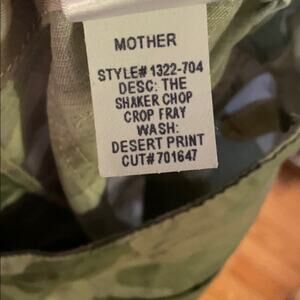 MOTHER
STYLE# 1322-704
DESC: THE
SHAKER CHOP
CROP FRAY
WASH:
DESERT PRINT
CUT#701647